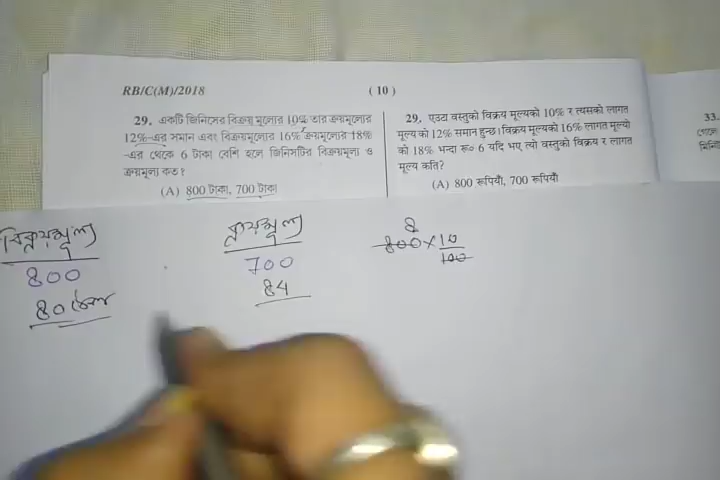 RB/C(M)/2018
( 10 )
29. একটি জিনিসের বিক্রয় মূল্যের 10% তার ক্রয়মূল্যের
12%-এর সমান এবং বিক্রয়মূল্যের 16% ক্রয়মূল্যের 18%
-এর থেকে 6 টাকা বেশি হলে জিনিসটির বিক্রয়মূল্য ও
ক্রয়মূল্য কত ?
(A) 800 টাকা, 700 টাকা
29. एउटा वस्तुको विक्रय मूल्यको 10% र त्यसको लागत
मूल्य को 12% समान हुन्छ। विक्रय मूल्यको 16% लागत मूल्यो
को 18% भन्दा रू० 6 यदि भए त्यो वस्तुको विक्रय र लागत
मूल्य कति?
(A) 800 रूपियाँ, 700 रूपियाँ
33.
বিক্রয়মূল্য
800
80 টাকা
ক্রয়মূল্য
700
84
8
800 × 10
100